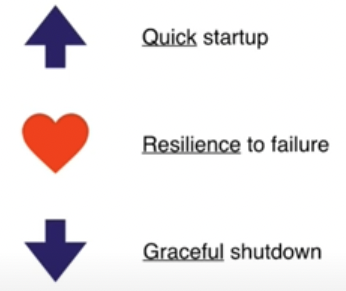 Quick startup
Resilience to failure
Graceful shutdown